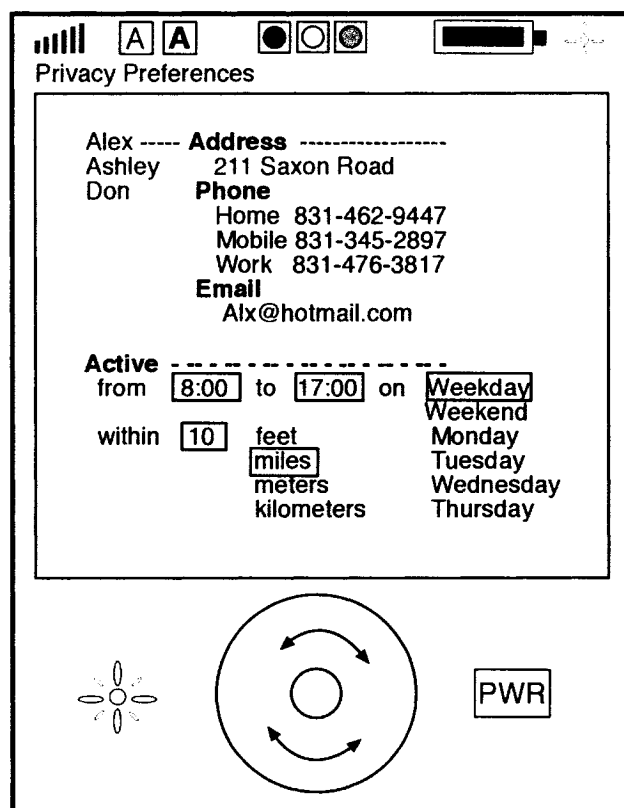 A A
Privacy Preferences
Alex ----- Address ------------------
Ashley 211 Saxon Road
Don Phone
Home 831-462-9447
Mobile 831-345-2897
Work 831-476-3817
Email
Alx@hotmail.com
Active - -- -- - -- - - - -- - - -- - --
from 8:00 to 17:00 on Weekday
Weekend
within 10 feet Monday
miles Tuesday
meters Wednesday
kilometers Thursday
PWR